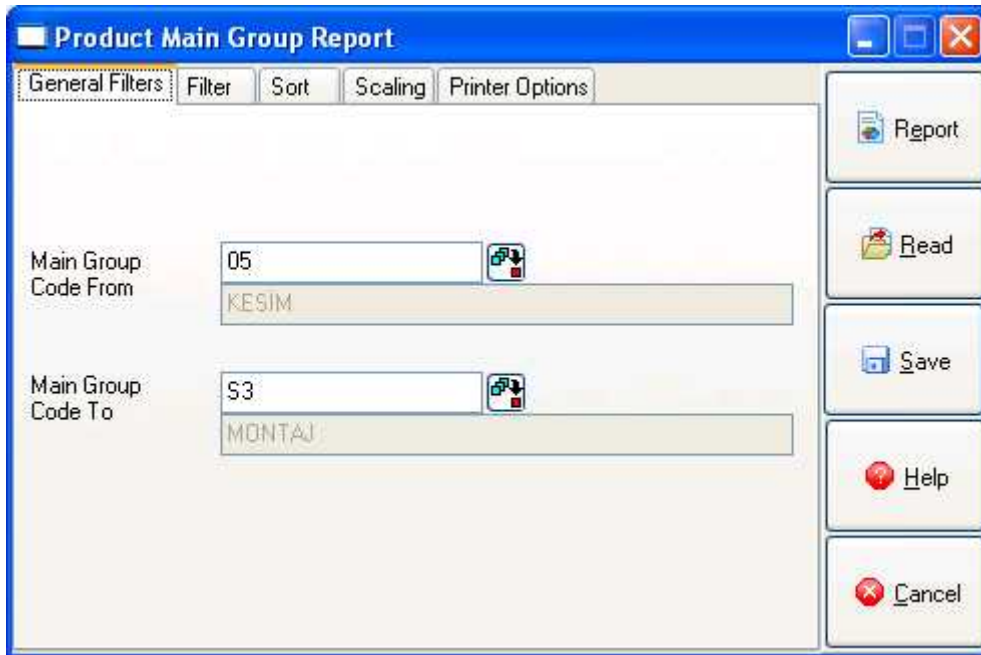 Product Main Group Report
General Filters Filter Sort Scaling Printer Options
Report
Read
Main Group
Code From
05
KESİM
Save
Main Group
Code To
S3
MONTAJ
Help
Cancel